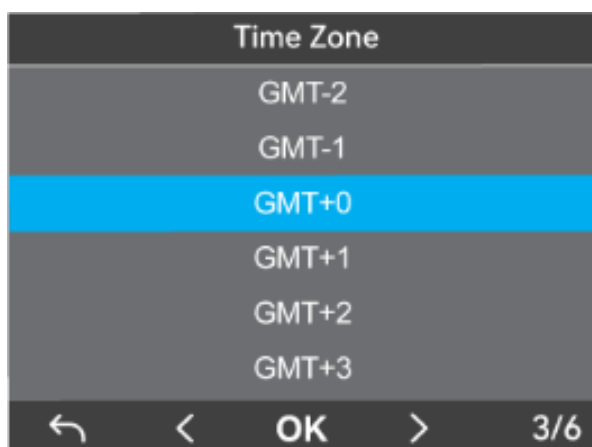 Time Zone
GMT-2
GMT-1
GMT+0
GMT+1
GMT+2
GMT+3
< OK > 3/6